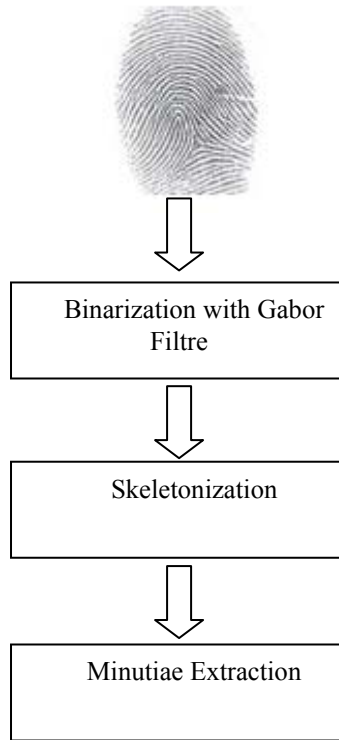 Binarization with Gabor
Filtre
Skeletonization
Minutiae Extraction